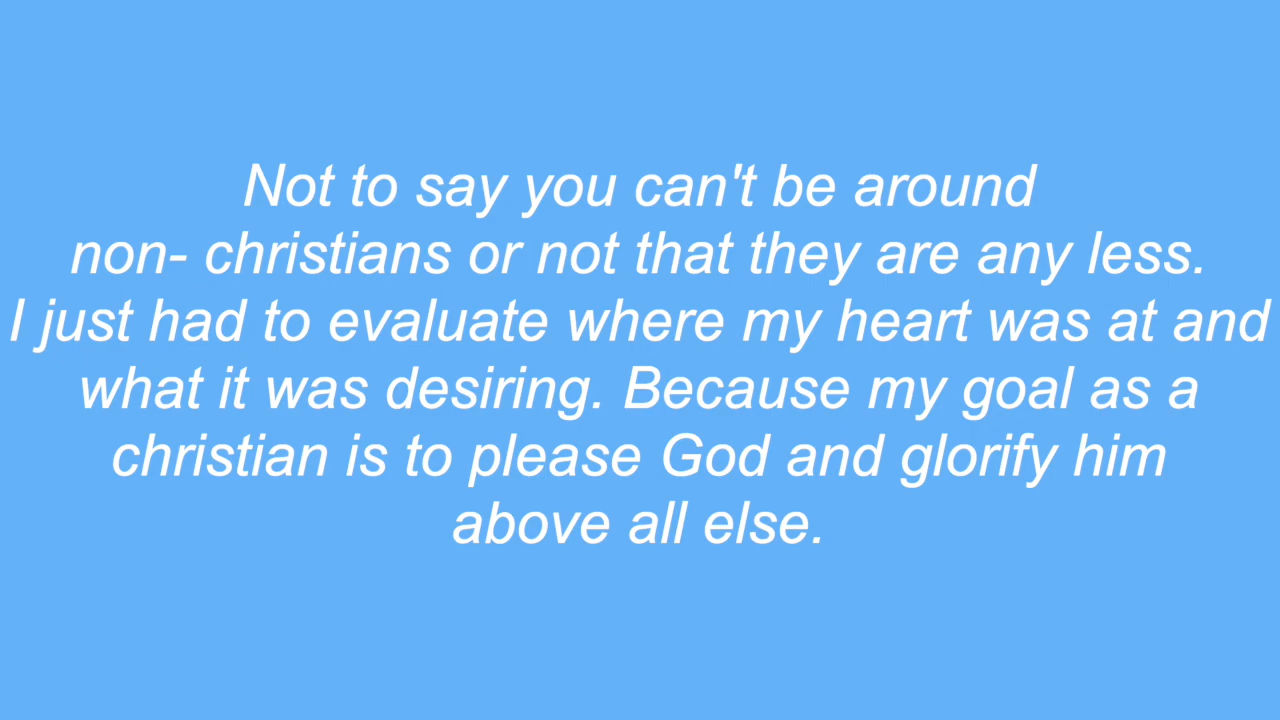 Not to say you can't be around
non- christians or not that they are any less.
I just had to evaluate where my heart was at and
what it was desiring. Because my goal as a
christian is to please God and glorify him
above all else.